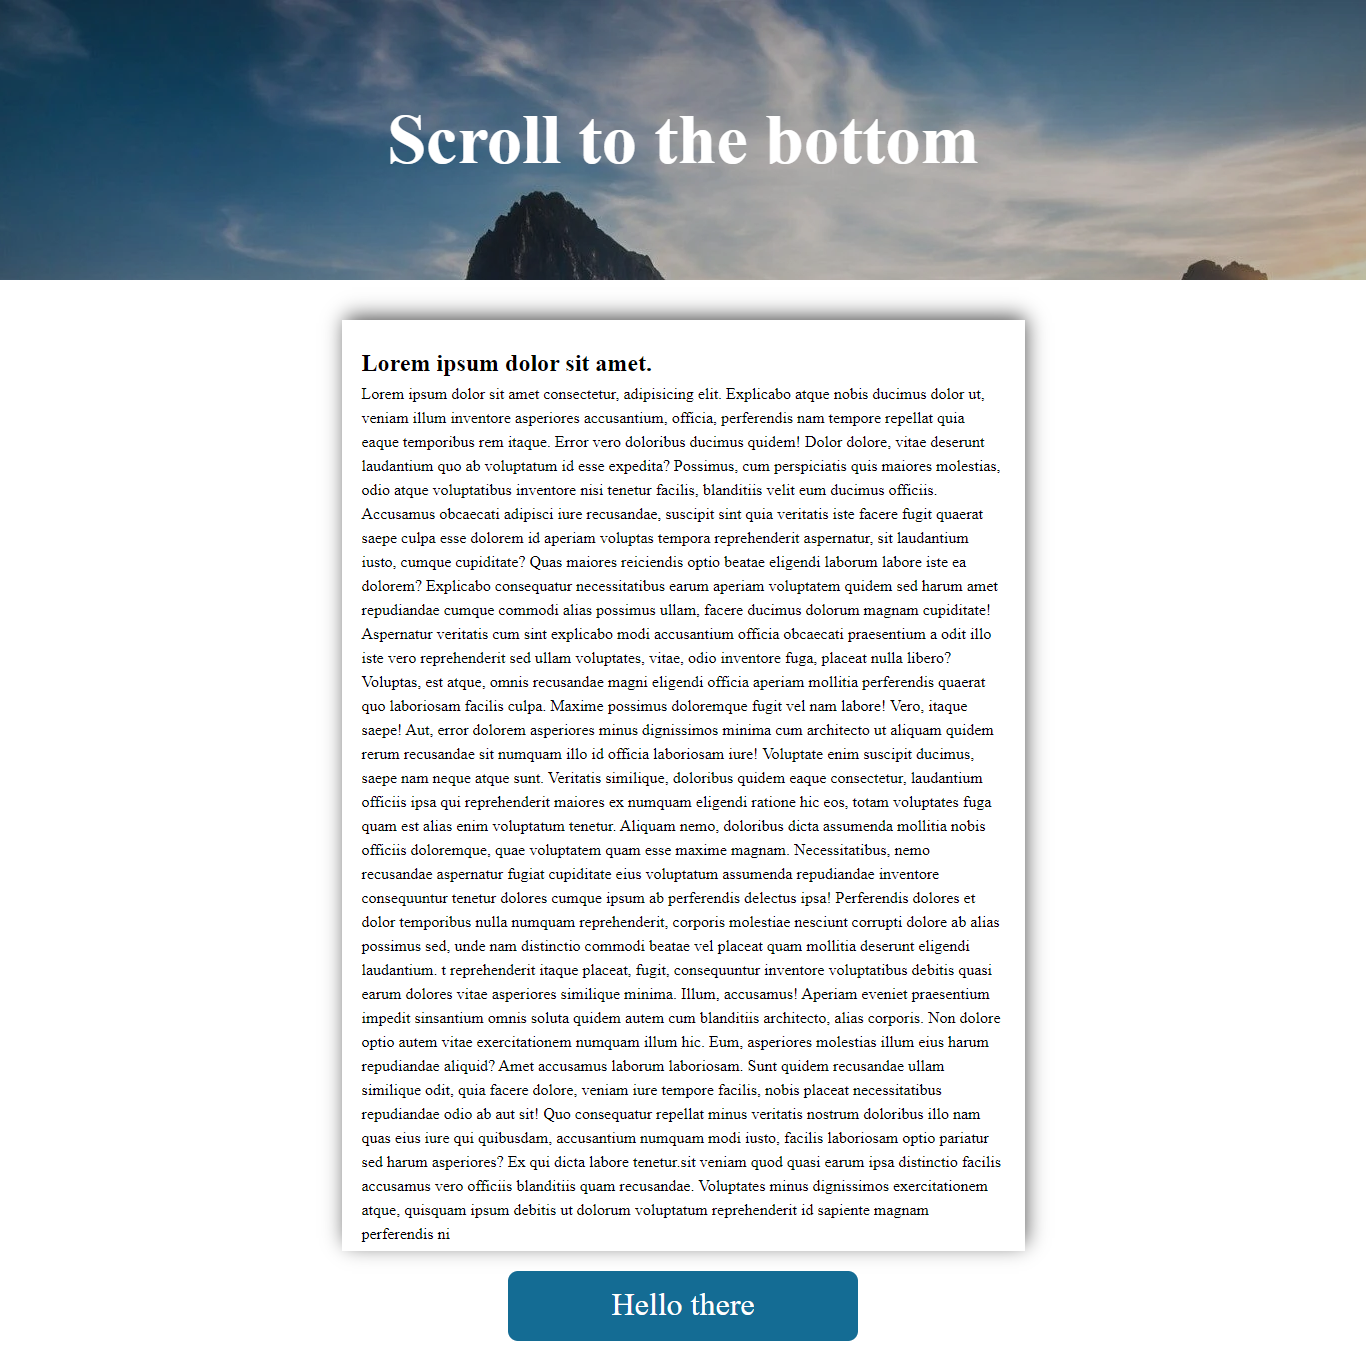 Scroll to the bottom
Lorem ipsum dolor sit amet.
Lorem ipsum dolor sit amet consectetur, adipisicing elit. Explicabo atque nobis ducimus dolor ut,
veniam illum inventore asperiores accusantium, officia, perferendis nam tempore repellat quia
eaque temporibus rem itaque. Error vero doloribus ducimus quidem! Dolor dolore, vitae deserunt
laudantium quo ab voluptatum id esse expedita? Possimus, cum perspiciatis quis maiores molestias,
odio atque voluptatibus inventore nisi tenetur facilis, blanditiis velit eum ducimus officiis.
Accusamus obcaecati adipisci iure recusandae, suscipit sint quia veritatis iste facere fugit quaerat
saepe culpa esse dolorem id aperiam voluptas tempora reprehenderit aspernatur, sit laudantium
iusto, cumque cupiditate? Quas maiores reiciendis optio beatae eligendi laborum labore iste ea
dolorem? Explicabo consequatur necessitatibus earum aperiam voluptatem quidem sed harum amet
repudiandae cumque commodi alias possimus ullam, facere ducimus dolorum magnam cupiditate!
Aspernatur veritatis cum sint explicabo modi accusantium officia obcaecati praesentium a odit illo
iste vero reprehenderit sed ullam voluptates, vitae, odio inventore fuga, placeat nulla libero?
Voluptas, est atque, omnis recusandae magni eligendi officia aperiam mollitia perferendis quaerat
quo laboriosam facilis culpa. Maxime possimus doloremque fugit vel nam labore! Vero, itaque
saepe! Aut, error dolorem asperiores minus dignissimos minima cum architecto ut aliquam quidem
rerum recusandae sit numquam illo id officia laboriosam iure! Voluptate enim suscipit ducimus,
saepe nam neque atque sunt. Veritatis similique, doloribus quidem eaque consectetur, laudantium
officiis ipsa qui reprehenderit maiores ex numquam eligendi ratione hic eos, totam voluptates fuga
quam est alias enim voluptatum tenetur. Aliquam nemo, doloribus dicta assumenda mollitia nobis
officiis doloremque, quae voluptatem quam esse maxime magnam. Necessitatibus, nemo
recusandae aspernatur fugiat cupiditate eius voluptatum assumenda repudiandae inventore
consequuntur tenetur dolores cumque ipsum ab perferendis delectus ipsa! Perferendis dolores et
dolor temporibus nulla numquam reprehenderit, corporis molestiae nesciunt corrupti dolore ab alias
possimus sed, unde nam distinctio commodi beatae vel placeat quam mollitia deserunt eligendi
laudantium. t reprehenderit itaque placeat, fugit, consequuntur inventore voluptatibus debitis quasi
earum dolores vitae asperiores similique minima. Illum, accusamus! Aperiam eveniet praesentium
impedit sinsantium omnis soluta quidem autem cum blanditiis architecto, alias corporis. Non dolore
optio autem vitae exercitationem numquam illum hic. Eum, asperiores molestias illum eius harum
repudiandae aliquid? Amet accusamus laborum laboriosam. Sunt quidem recusandae ullam
similique odit, quia facere dolore, veniam iure tempore facilis, nobis placeat necessitatibus
repudiandae odio ab aut sit! Quo consequatur repellat minus veritatis nostrum doloribus illo nam
quas eius iure qui quibusdam, accusantium numquam modi iusto, facilis laboriosam optio pariatur
sed harum asperiores? Ex qui dicta labore tenetur.sit veniam quod quasi earum ipsa distinctio facilis
accusamus vero officiis blanditiis quam recusandae. Voluptates minus dignissimos exercitationem
atque, quisquam ipsum debitis ut dolorum voluptatum reprehenderit id sapiente magnam
perferendis ni
Hello there